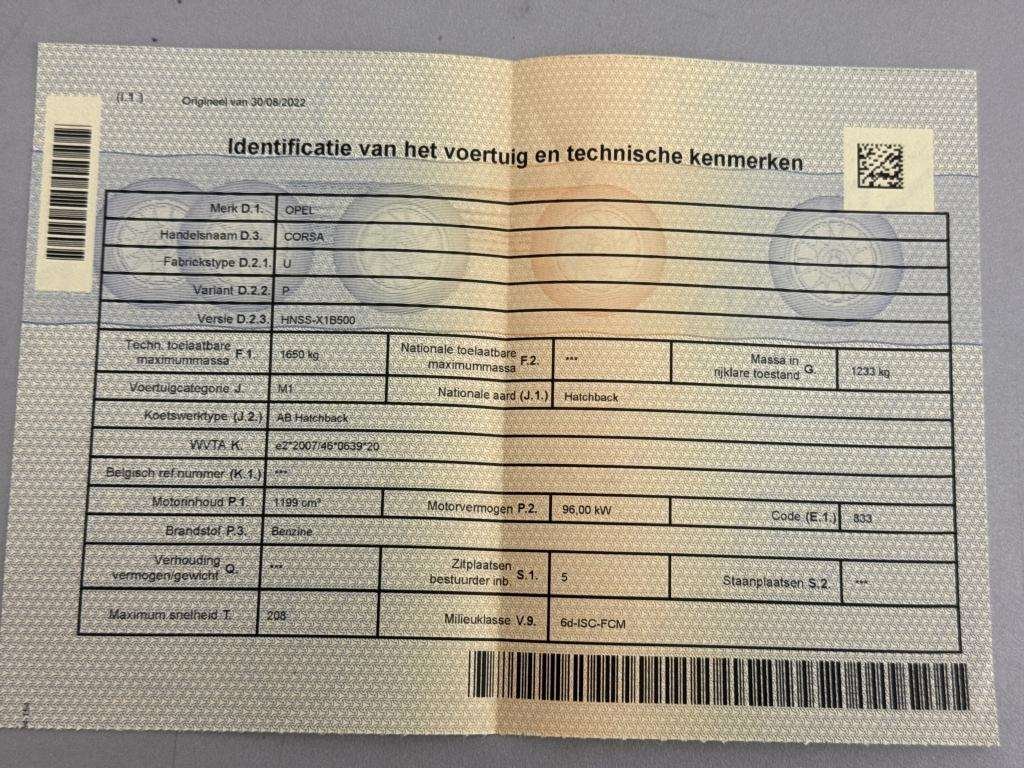 (I.1.) Origineel van 30/08/2022
Identificatie van het voertuig en technische kenmerken
Merk D.1. OPEL
Handelsnaam D.3. CORSA
Fabriekstype D.2.1. U
Variant D.2.2. P
Versie D.2.3. HNSS-X1B500
Techn. toelaatbare maximummassa F.1. 1650 kg Nationale toelaatbare maximummassa F.2. *** Massa in rijklare toestand G. 1233 kg
Voertuigcategorie J. M1 Nationale aard (J.1.) Hatchback
Koetswerktype (J.2.) AB Hatchback
WVTA K. e2*2007/46*0639*20
Belgisch ref.nummer (K.1.) ***
Motorinhoud P.1. 1199 cm³ Motorvermogen P.2. 96,00 kW Code (E.1.) 833
Brandstof P.3. Benzine
Verhouding vermogen/gewicht Q. *** Zitplaatsen bestuurder inb. S.1. 5 Staanplaatsen S.2 ***
Maximum snelheid T. 208 Milieuklasse V.9. 6d-ISC-FCM